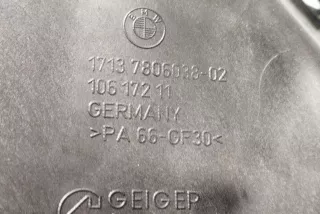 BMW
1713 7806038-02
106 172 11
GERMANY
>PA 66-GF30<
GEIGER